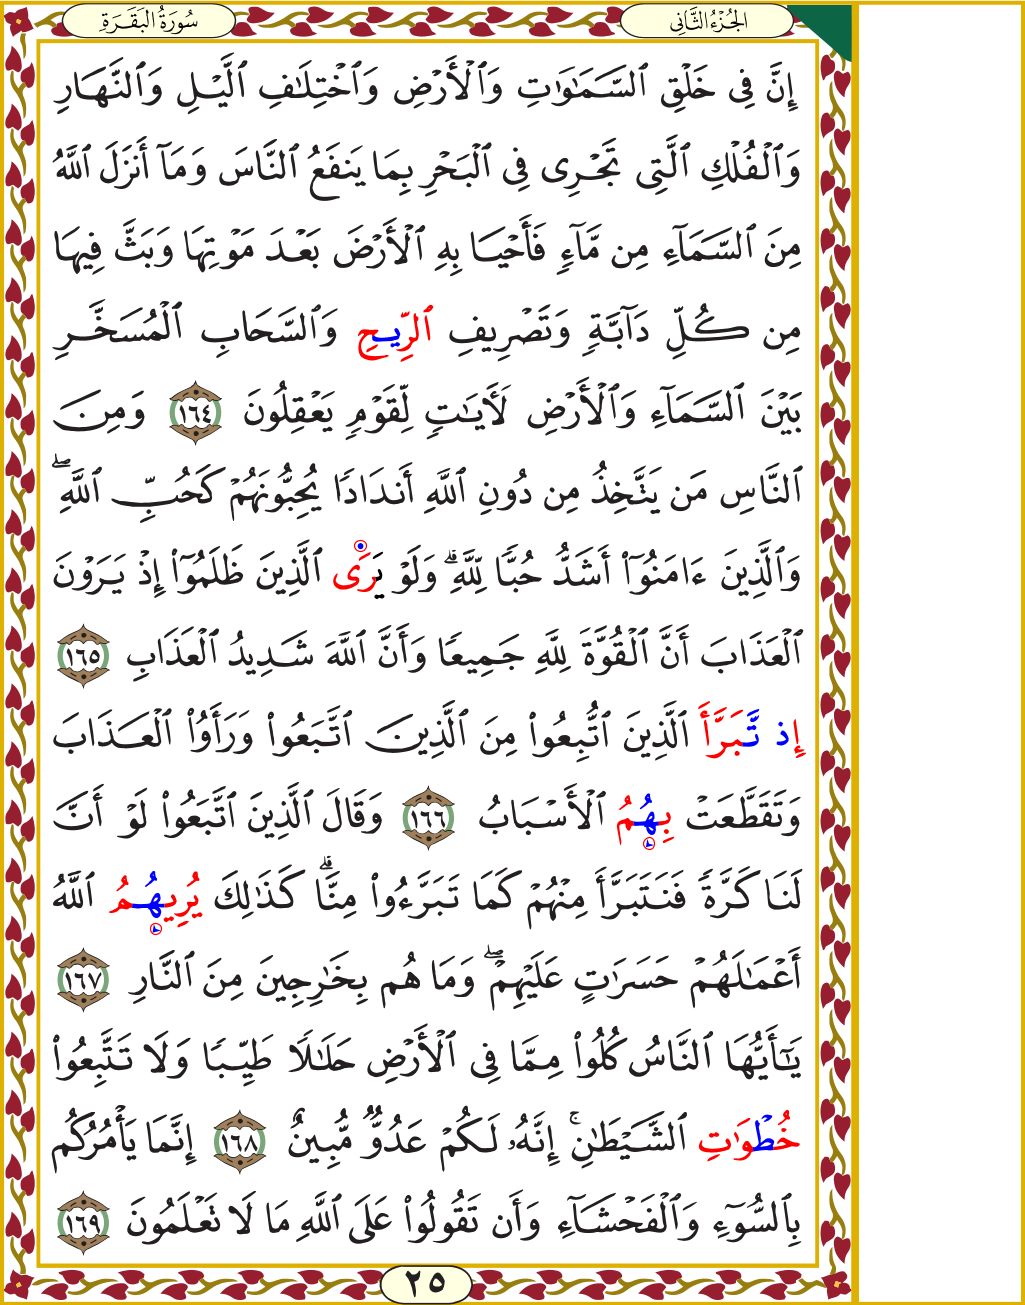 سُورَةُ البَقَرَةِ
الجُزْءُ الثَّانِي
إِنَّ فِي خَلْقِ ٱلسَّمَٰوَٰتِ وَٱلْأَرْضِ وَٱخْتِلَٰفِ ٱلَّيْلِ وَٱلنَّهَارِ
وَٱلْفُلْكِ ٱلَّتِي تَجْرِى فِى ٱلْبَحْرِ بِمَا يَنفَعُ ٱلنَّاسَ وَمَآ أَنزَلَ ٱللَّهُ
مِنَ ٱلسَّمَآءِ مِن مَّآءٍ فَأَحْيَا بِهِ ٱلْأَرْضَ بَعْدَ مَوْتِهَا وَبَثَّ فِيهَا
مِن كُلِّ دَآبَّةٍ وَتَصْرِيفِ ٱلرِّيحِ وَٱلسَّحَابِ ٱلْمُسَخَّرِ
بَيْنَ ٱلسَّمَآءِ وَٱلْأَرْضِ لَأَيَٰتٍ لِّقَوْمٍ يَعْقِلُونَ ١٦٤ وَمِنَ
ٱلنَّاسِ مَن يَتَّخِذُ مِن دُونِ ٱللَّهِ أَندَادًا يُحِبُّونَهُمْ كَحُبِّ ٱللَّهِۖ
وَٱلَّذِينَ ءَامَنُوٓا۟ أَشَدُّ حُبًّا لِّلَّهِۗ وَلَوْ يَرَى ٱلَّذِينَ ظَلَمُوٓا۟ إِذْ يَرَوْنَ
ٱلْعَذَابَ أَنَّ ٱلْقُوَّةَ لِلَّهِ جَمِيعًا وَأَنَّ ٱللَّهَ شَدِيدُ ٱلْعَذَابِ ١٦٥
إِذ تَّبَرَّأَ ٱلَّذِينَ ٱتُّبِعُوا۟ مِنَ ٱلَّذِينَ ٱتَّبَعُوا۟ وَرَأَوُا۟ ٱلْعَذَابَ
وَتَقَطَّعَتْ بِهُمُ ٱلْأَسْبَابُ ١٦٦ وَقَالَ ٱلَّذِينَ ٱتَّبَعُوا۟ لَوْ أَنَّ
لَنَا كَرَّةً فَنَتَبَرَّأَ مِنْهُمْ كَمَا تَبَرَّءُوا۟ مِنَّاۗ كَذَٰلِكَ يُرِيهُمُ ٱللَّهُ
أَعْمَٰلَهُمْ حَسَرَٰتٍ عَلَيْهِمْۖ وَمَا هُم بِخَٰرِجِينَ مِنَ ٱلنَّارِ ١٦٧
يَٰٓأَيُّهَا ٱلنَّاسُ كُلُوا۟ مِمَّا فِى ٱلْأَرْضِ حَلَٰلًا طَيِّبًا وَلَا تَتَّبِعُوا۟
خُطْوَٰتِ ٱلشَّيْطَٰنِۚ إِنَّهُۥ لَكُمْ عَدُوٌّ مُّبِينٌ ١٦٨ إِنَّمَا يَأْمُرُكُم
بِٱلسُّوٓءِ وَٱلْفَحْشَآءِ وَأَن تَقُولُوا۟ عَلَى ٱللَّهِ مَا لَا تَعْلَمُونَ ١٦٩
٢٥